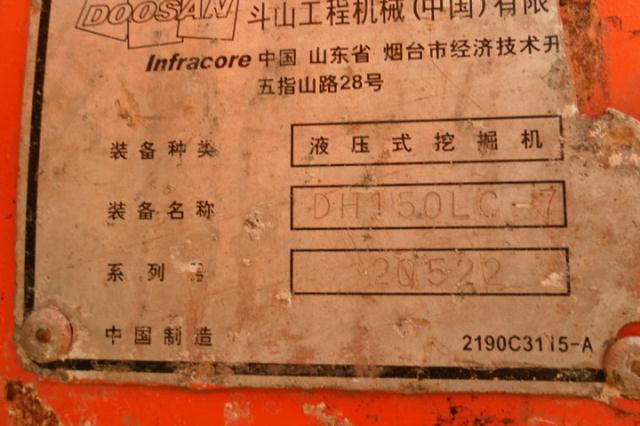 DOOSAN 斗山工程机械(中国)有限
Infracore 中国 山东省 烟台市经济技术开
五指山路28号
装备种类 液压式挖掘机
装备名称 DH150LC-7
系列号 20522
中国制造 2190C3115-A